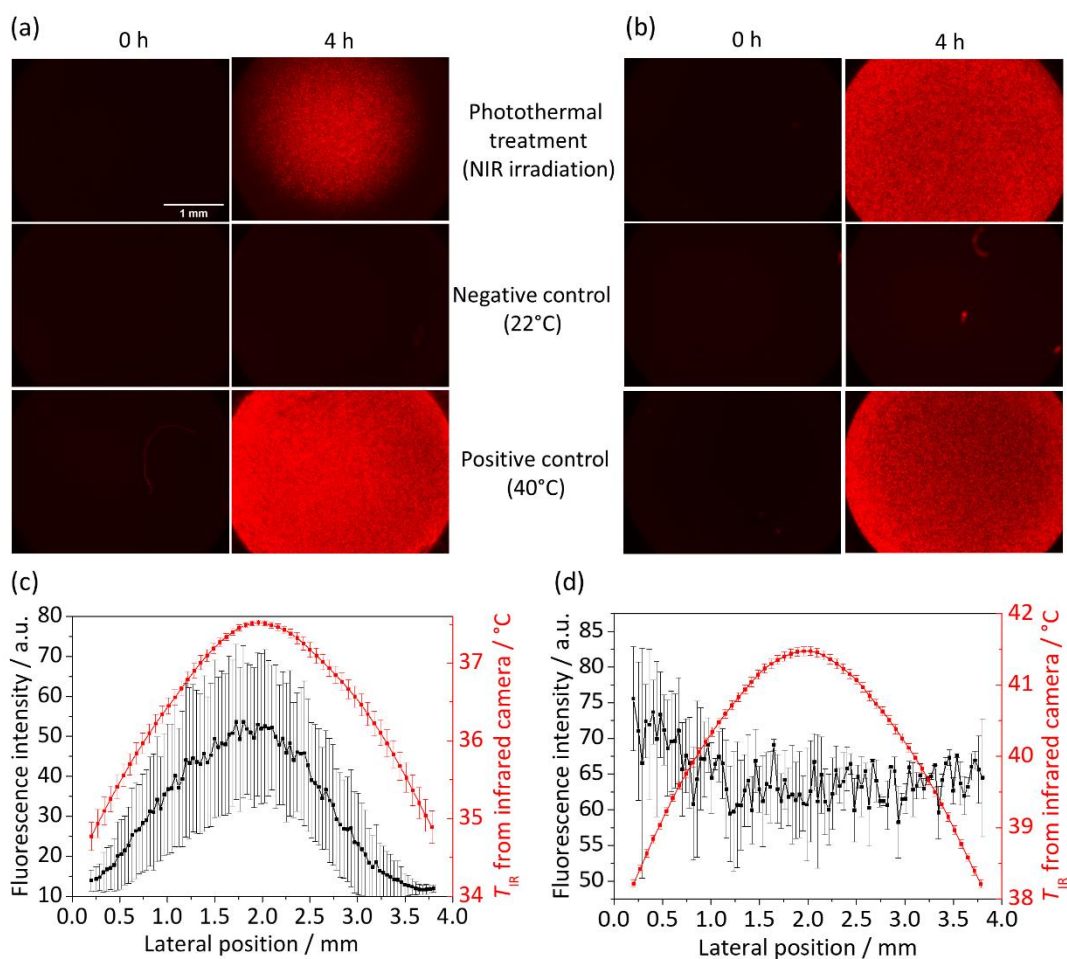 (a)
0 h 4 h
(b)
0 h 4 h
Photothermal
treatment
(NIR irradiation)
1 mm
Negative control
(22°C)
Positive control
(40°C)
(c)
Fluorescence intensity / a.u.
80
70
60
50
40
30
20
10
0.0 0.5 1.0 1.5 2.0 2.5 3.0 3.5 4.0
Lateral position / mm
37
36
35
34
T_IR from infrared camera / °C
(d)
Fluorescence intensity / a.u.
85
80
75
70
65
60
55
50
0.0 0.5 1.0 1.5 2.0 2.5 3.0 3.5 4.0
Lateral position / mm
42
41
40
39
38
T_IR from infrared camera / °C